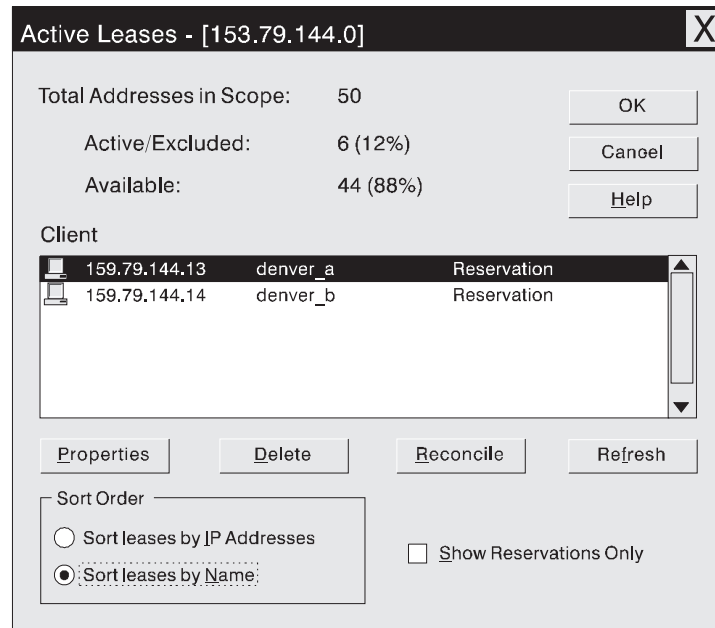 Active Leases - [153.79.144.0] X
Total Addresses in Scope: 50
OK
Active/Excluded: 6 (12%)
Cancel
Available: 44 (88%)
Help
Client
159.79.144.13 denver_a Reservation
159.79.144.14 denver_b Reservation
Properties Delete Reconcile Refresh
Sort Order
Sort leases by IP Addresses
Show Reservations Only
Sort leases by Name